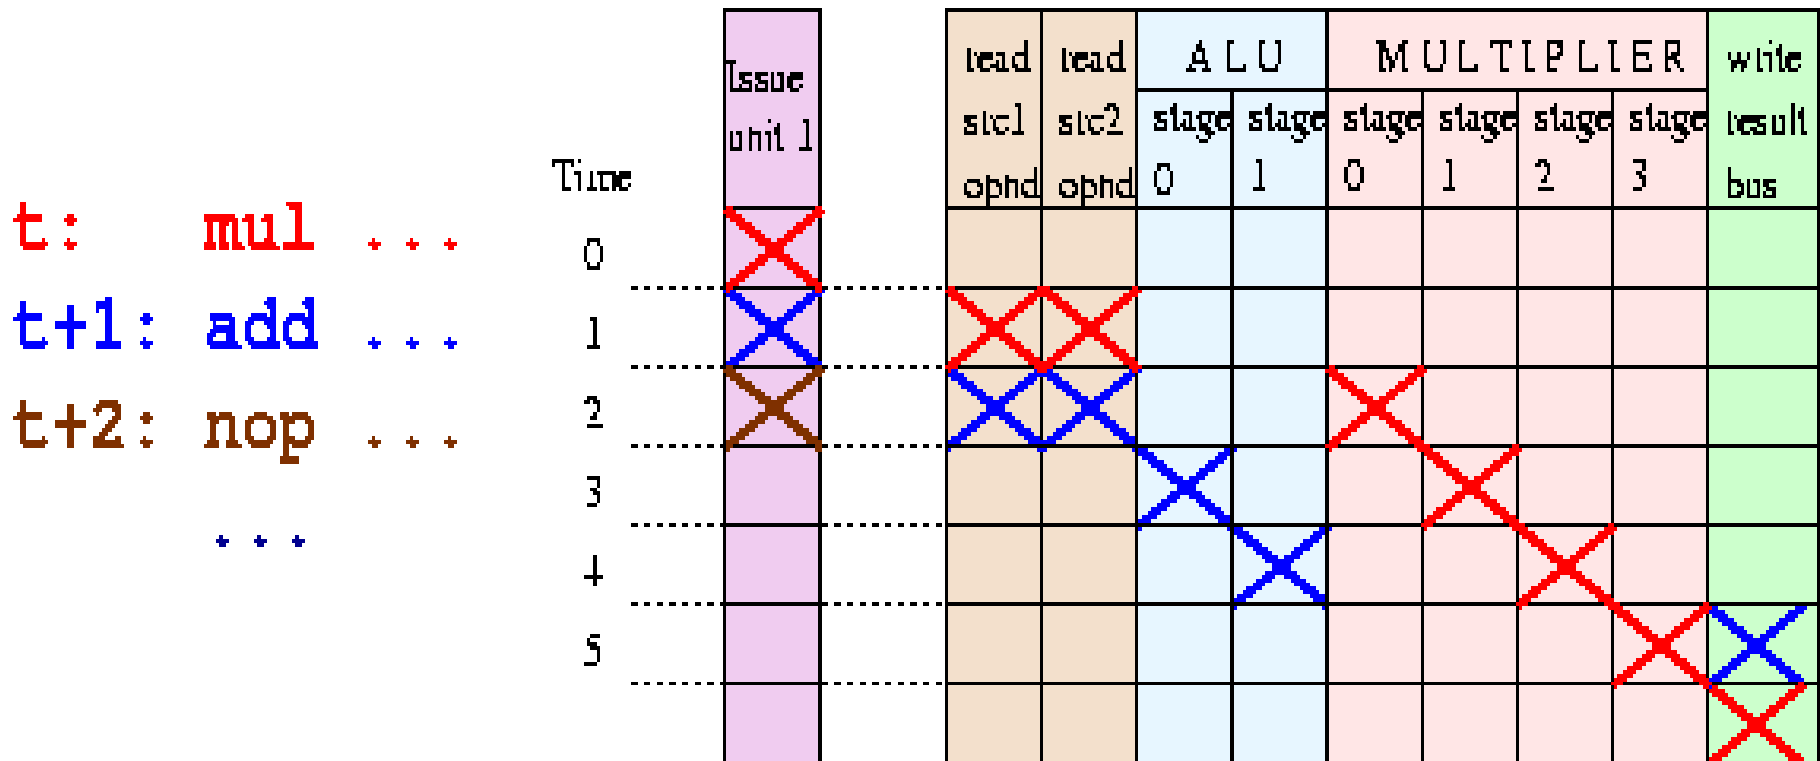 t: mul ...
t+1: add ...
t+2: nop ...
...
Time
0
1
2
3
4
5
Issue
unit 1
read
src1
opnd
read
src2
opnd
ALU
stage
0
stage
1
MULTIPLIER
stage
0
stage
1
stage
2
stage
3
write
result
bus